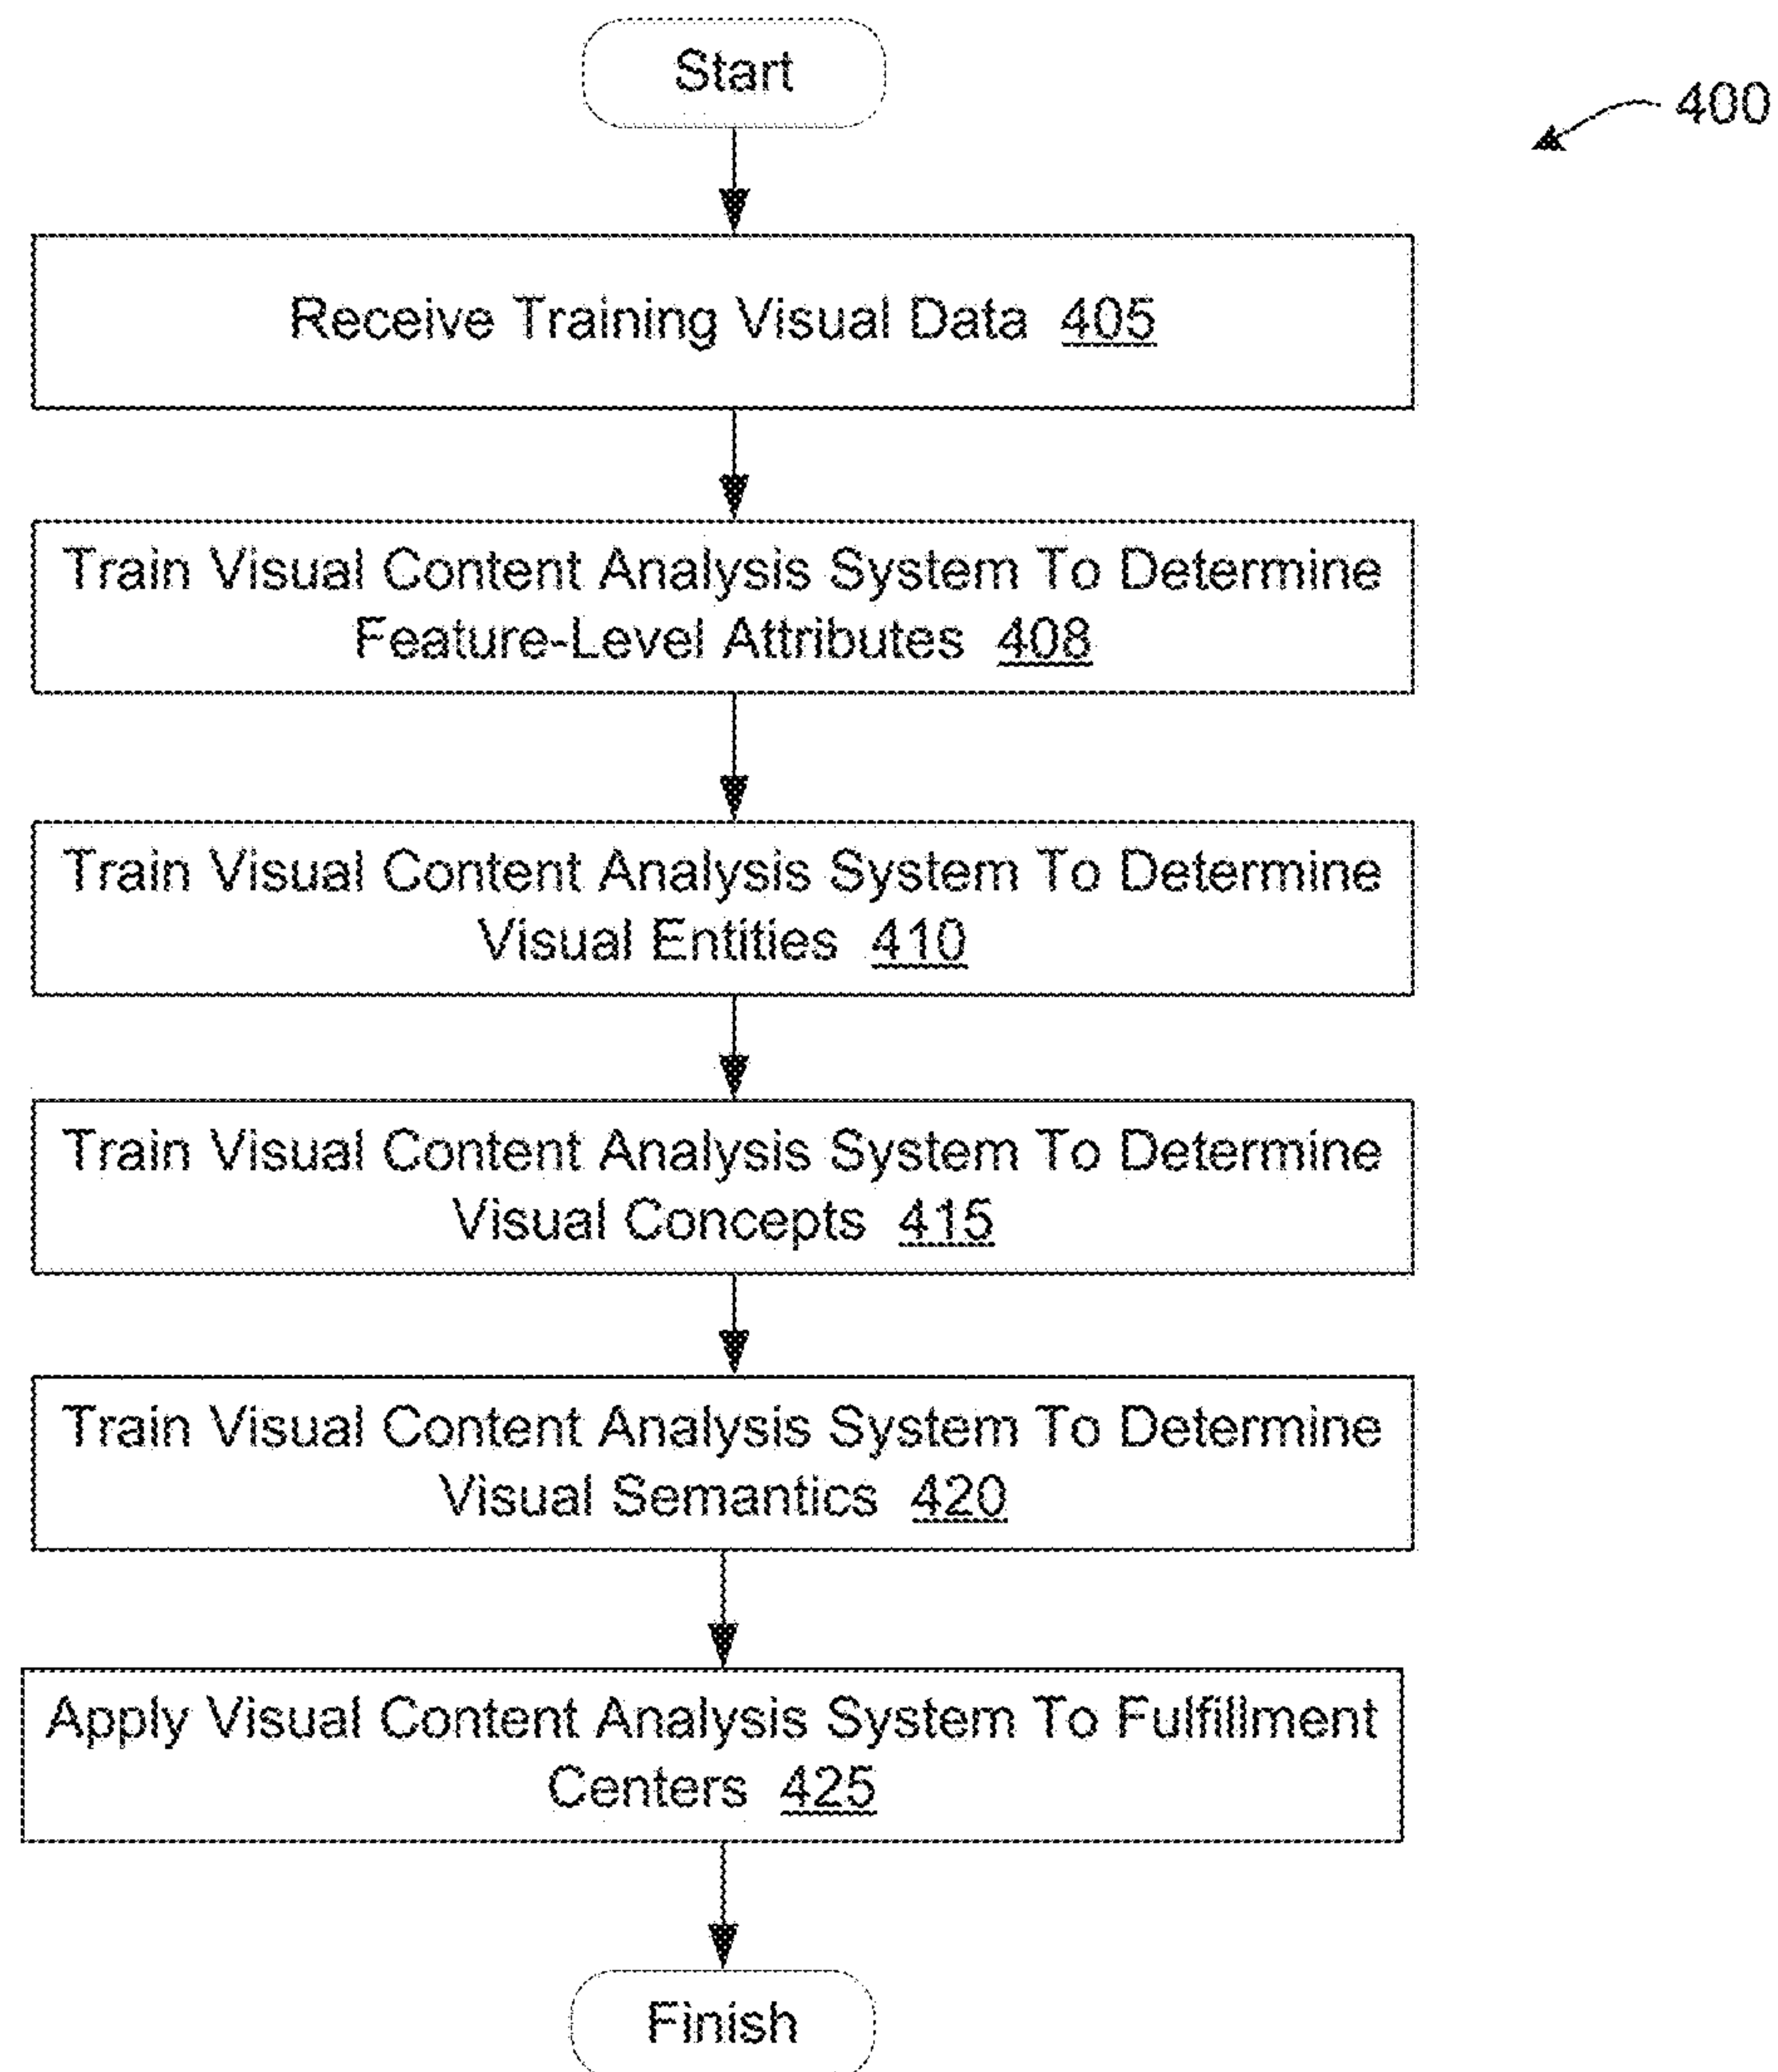 Start
400
Receive Training Visual Data 405
Train Visual Content Analysis System To Determine
Feature-Level Attributes 408
Train Visual Content Analysis System To Determine
Visual Entities 410
Train Visual Content Analysis System To Determine
Visual Concepts 415
Train Visual Content Analysis System To Determine
Visual Semantics 420
Apply Visual Content Analysis System To Fulfillment
Centers 425
Finish